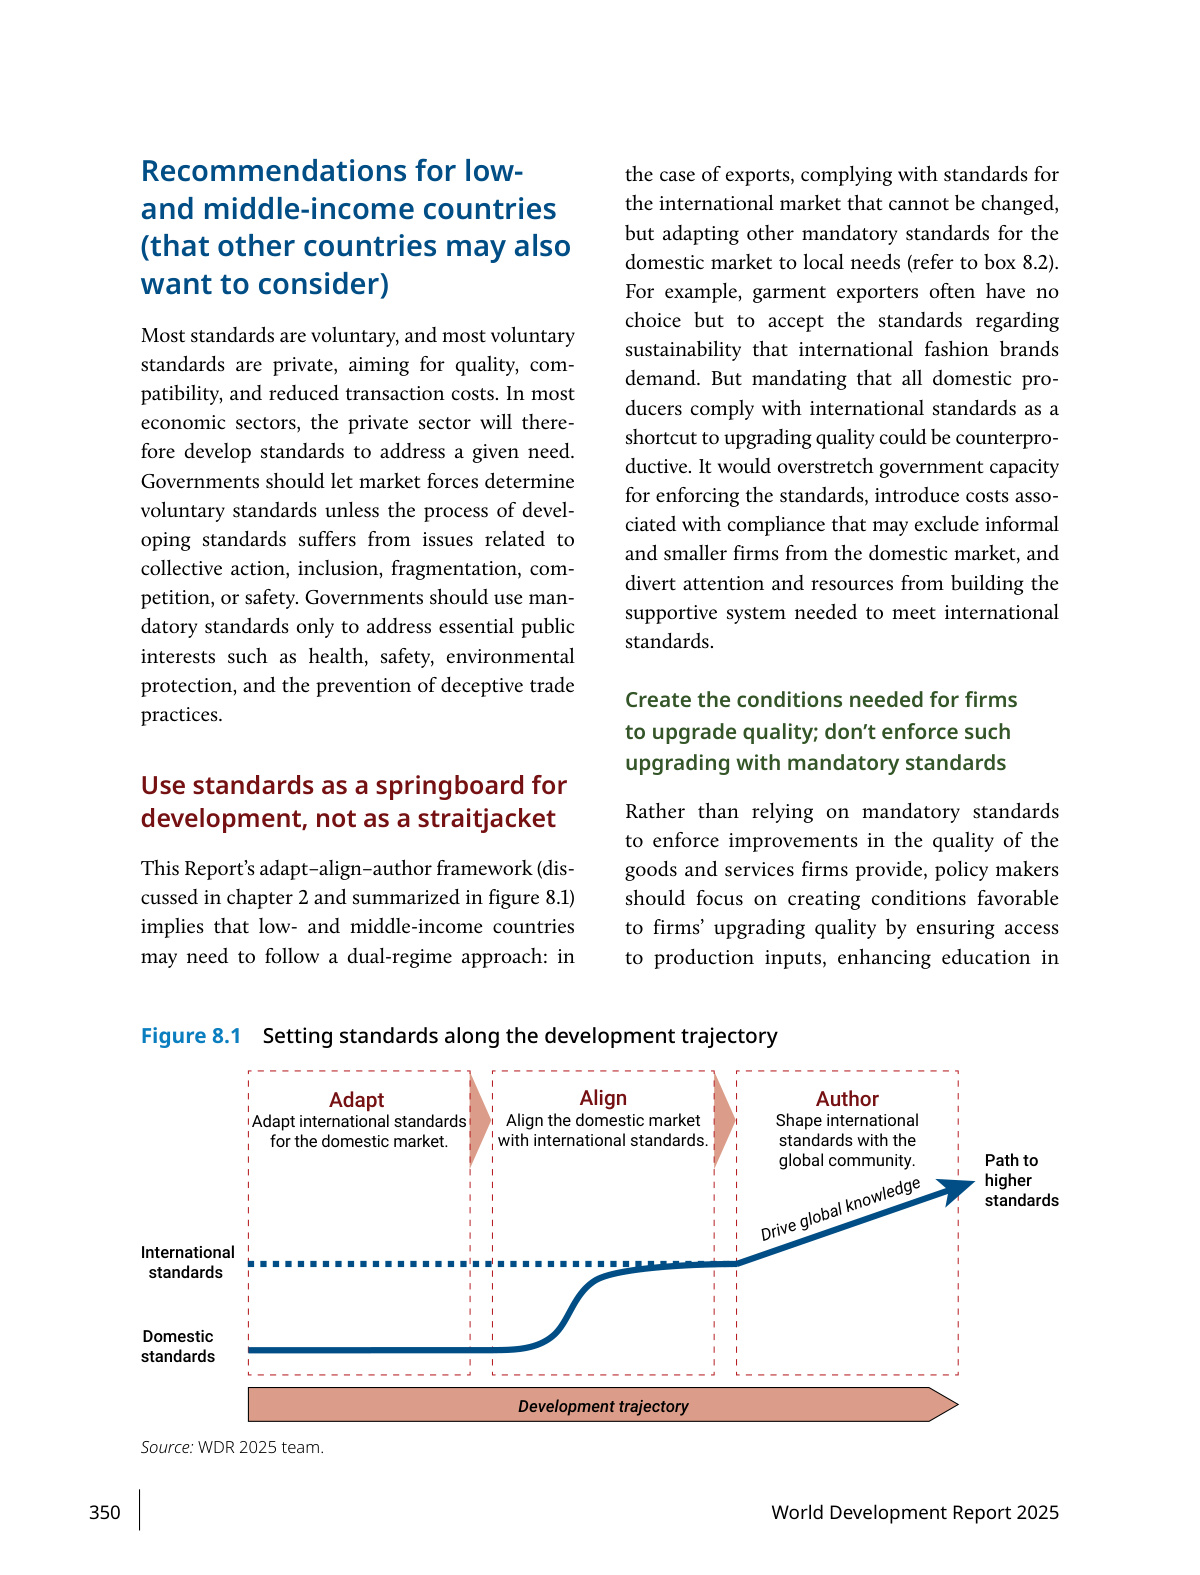 Recommendations for low-
and middle-income countries
(that other countries may also
want to consider)
Most standards are voluntary, and most voluntary
standards are private, aiming for quality, com-
patibility, and reduced transaction costs. In most
economic sectors, the private sector will there-
fore develop standards to address a given need.
Governments should let market forces determine
voluntary standards unless the process of devel-
oping standards suffers from issues related to
collective action, inclusion, fragmentation, com-
petition, or safety. Governments should use man-
datory standards only to address essential public
interests such as health, safety, environmental
protection, and the prevention of deceptive trade
practices.
Use standards as a springboard for
development, not as a straitjacket
This Report’s adapt–align–author framework (dis-
cussed in chapter 2 and summarized in figure 8.1)
implies that low- and middle-income countries
may need to follow a dual-regime approach: in
the case of exports, complying with standards for
the international market that cannot be changed,
but adapting other mandatory standards for the
domestic market to local needs (refer to box 8.2).
For example, garment exporters often have no
choice but to accept the standards regarding
sustainability that international fashion brands
demand. But mandating that all domestic pro-
ducers comply with international standards as a
shortcut to upgrading quality could be counterpro-
ductive. It would overstretch government capacity
for enforcing the standards, introduce costs asso-
ciated with compliance that may exclude informal
and smaller firms from the domestic market, and
divert attention and resources from building the
supportive system needed to meet international
standards.
Create the conditions needed for firms
to upgrade quality; don’t enforce such
upgrading with mandatory standards
Rather than relying on mandatory standards
to enforce improvements in the quality of the
goods and services firms provide, policy makers
should focus on creating conditions favorable
to firms’ upgrading quality by ensuring access
to production inputs, enhancing education in
Figure 8.1 Setting standards along the development trajectory
Adapt
Adapt international standards
for the domestic market.
Align
Align the domestic market
with international standards.
Author
Shape international
standards with the
global community.
Path to
higher
standards
Drive global knowledge
International
standards
Domestic
standards
Development trajectory
Source: WDR 2025 team.
350
World Development Report 2025